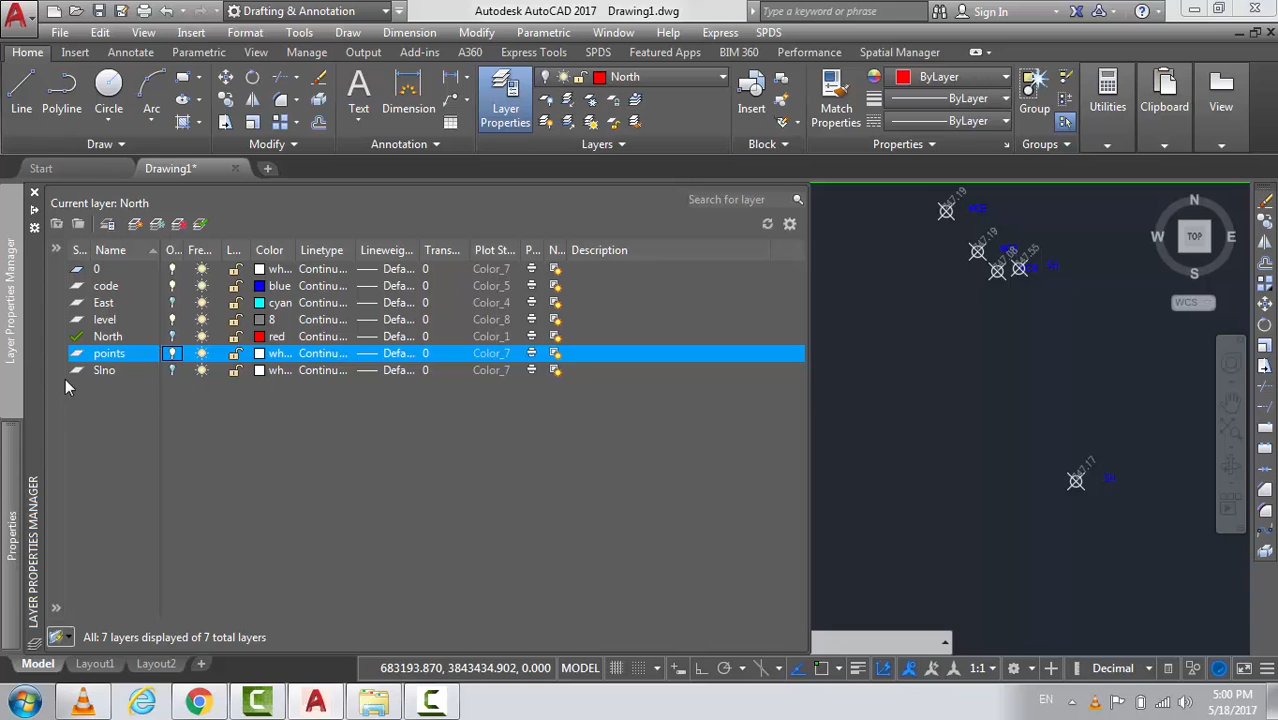 Drafting & Annotation
Autodesk AutoCAD 2017 Drawing1.dwg
Type a keyword or phrase
Sign In
File Edit View Insert Format Tools Draw Dimension Modify Parametric Window Help Express SPDS
Home Insert Annotate Parametric View Manage Output Add-ins A360 Express Tools SPDS Featured Apps BIM 360 Performance Spatial Manager
Line Polyline Circle Arc
Text Dimension
Layer Properties
North
Insert
Match Properties
ByLayer
ByLayer
ByLayer
Group
Utilities Clipboard View
Draw Modify Annotation Layers Block Properties Groups
Start Drawing1*
Current layer: North
Search for layer
S... Name O... Fre... L... Color Linetype Lineweig... Trans... Plot St... P... N... Description
0 wh... Continu... Defa... 0 Color_7
code blue Continu... Defa... 0 Color_5
East cyan Continu... Defa... 0 Color_4
level 8 Continu... Defa... 0 Color_8
North red Continu... Defa... 0 Color_1
points wh... Continu... Defa... 0 Color_7
Slno wh... Continu... Defa... 0 Color_7
All: 7 layers displayed of 7 total layers
LAYER PROPERTIES MANAGER
Layer Properties Manager
Properties
N
W TOP E
S
WCS
Model Layout1 Layout2
683193.870, 3843434.902, 0.000 MODEL
1:1
Decimal
EN
5:00 PM
5/18/2017